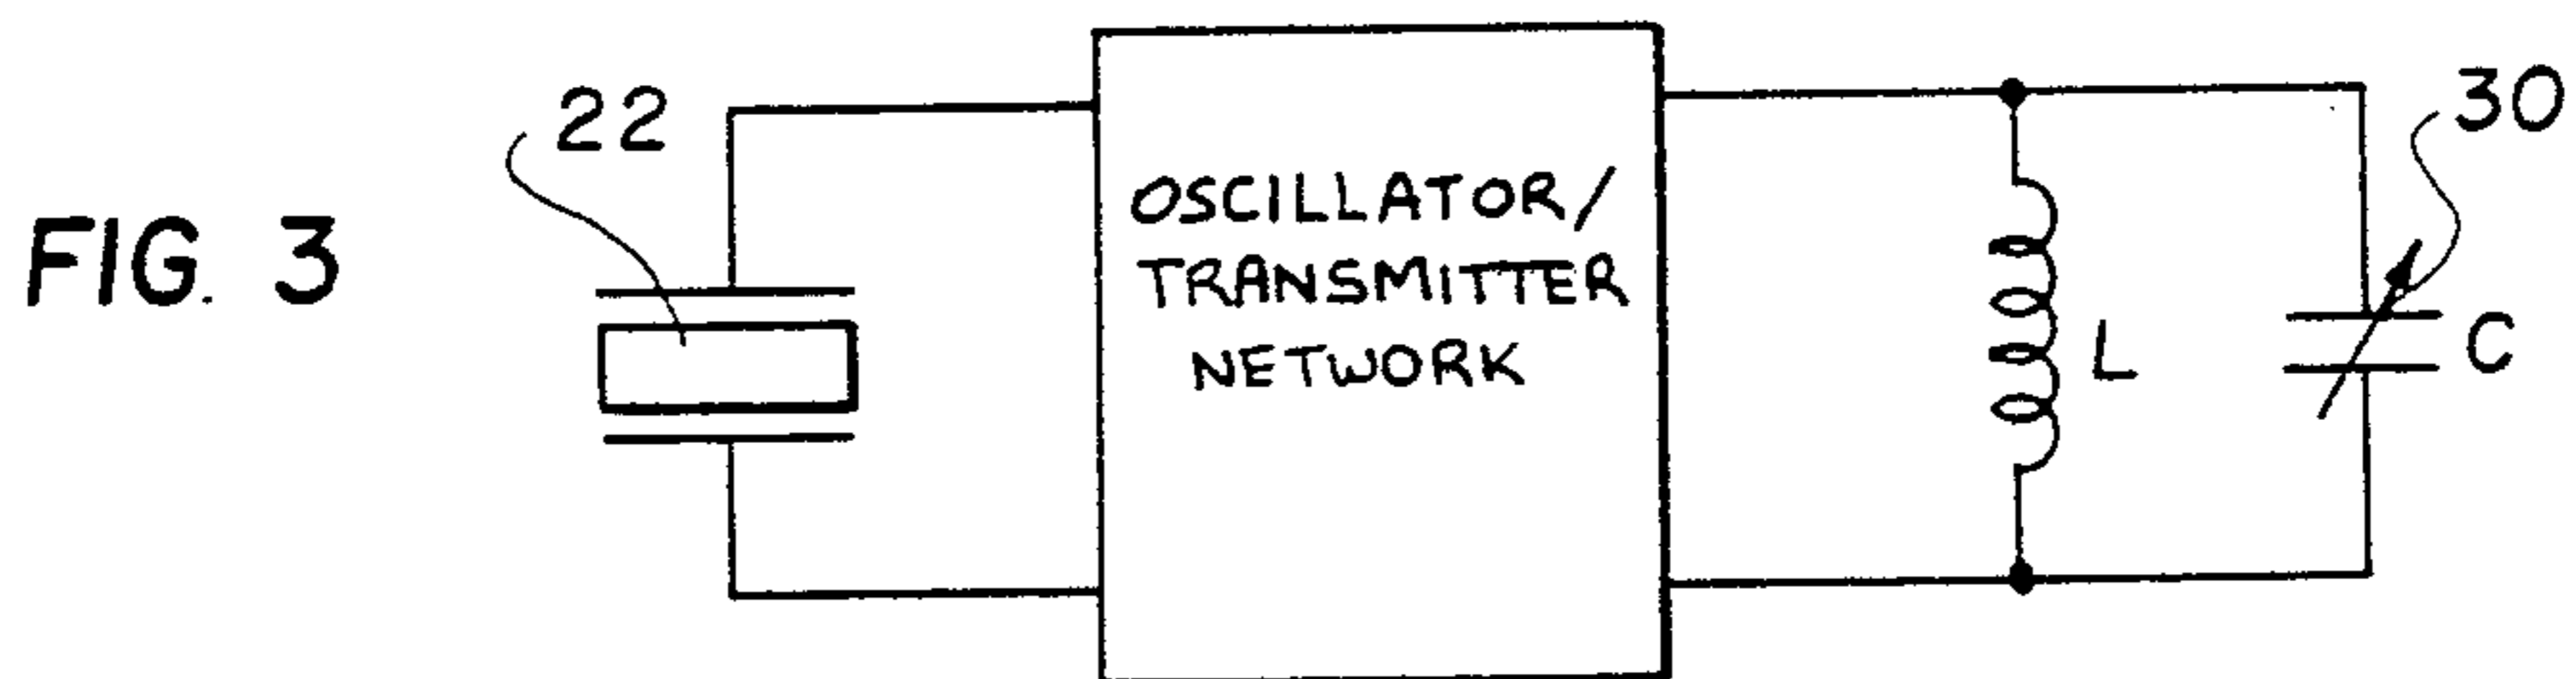 FIG. 3
22
OSCILLATOR/
TRANSMITTER
NETWORK
L
C
30